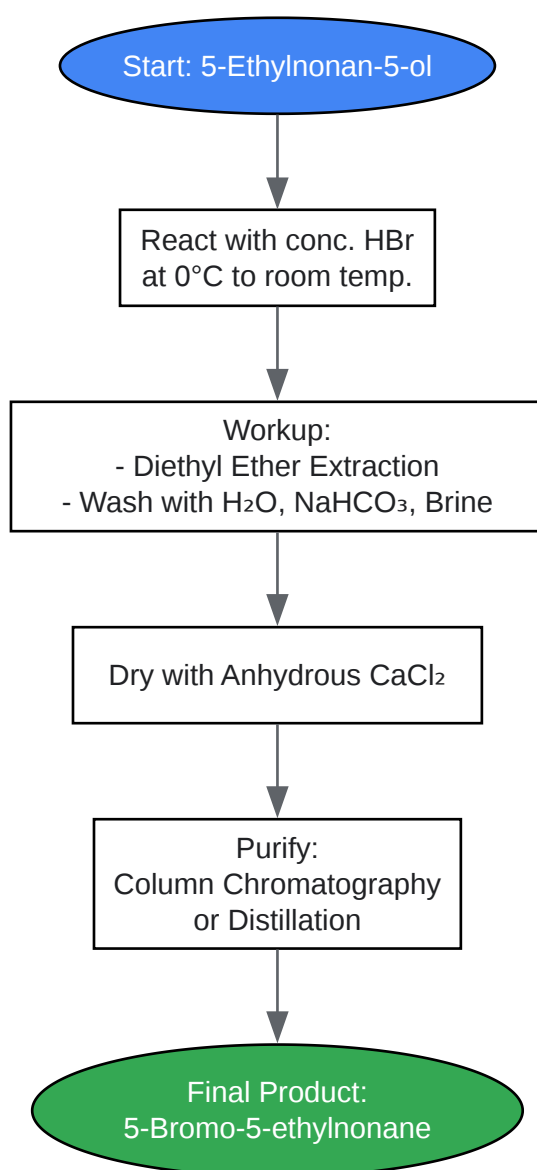 Start: 5-Ethylnonan-5-ol
React with conc. HBr
at 0°C to room temp.
Workup:
- Diethyl Ether Extraction
- Wash with H₂O, NaHCO₃, Brine
Dry with Anhydrous CaCl₂
Purify:
Column Chromatography
or Distillation
Final Product:
5-Bromo-5-ethylnonane